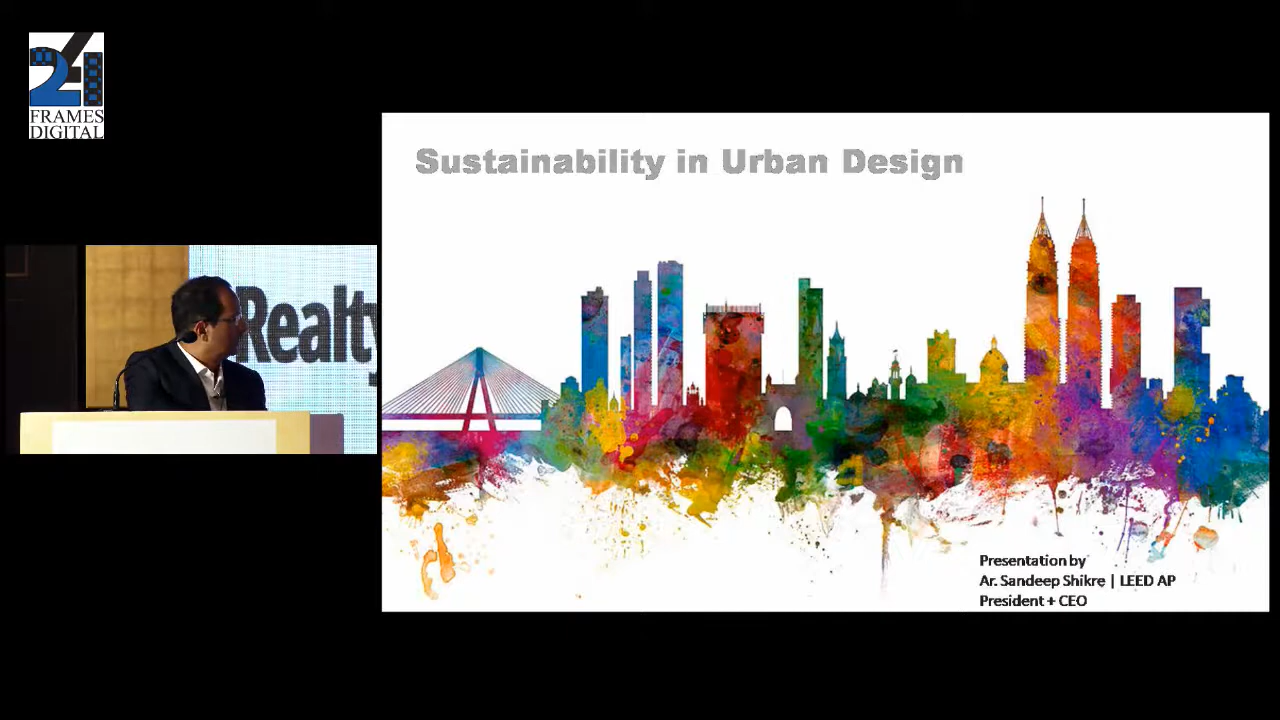 24
FRAMES
DIGITAL
Sustainability in Urban Design
Realty
Presentation by
Ar. Sandeep Shikre | LEED AP
President + CEO